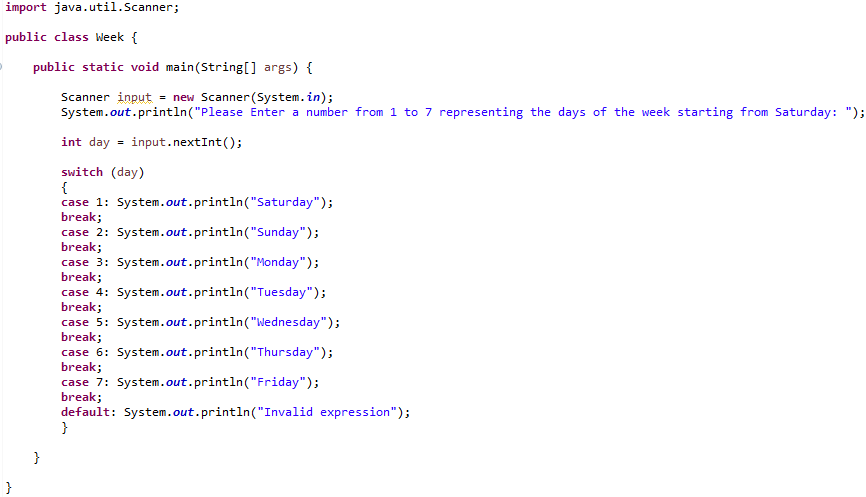 import java.util.Scanner;
public class Week {
public static void main(String[] args) {
Scanner input = new Scanner(System.in);
System.out.println("Please Enter a number from 1 to 7 representing the days of the week starting from Saturday: ");
int day = input.nextInt();
switch (day)
{
case 1: System.out.println("Saturday");
break;
case 2: System.out.println("Sunday");
break;
case 3: System.out.println("Monday");
break;
case 4: System.out.println("Tuesday");
break;
case 5: System.out.println("Wednesday");
break;
case 6: System.out.println("Thursday");
break;
case 7: System.out.println("Friday");
break;
default: System.out.println("Invalid expression");
}
}
}